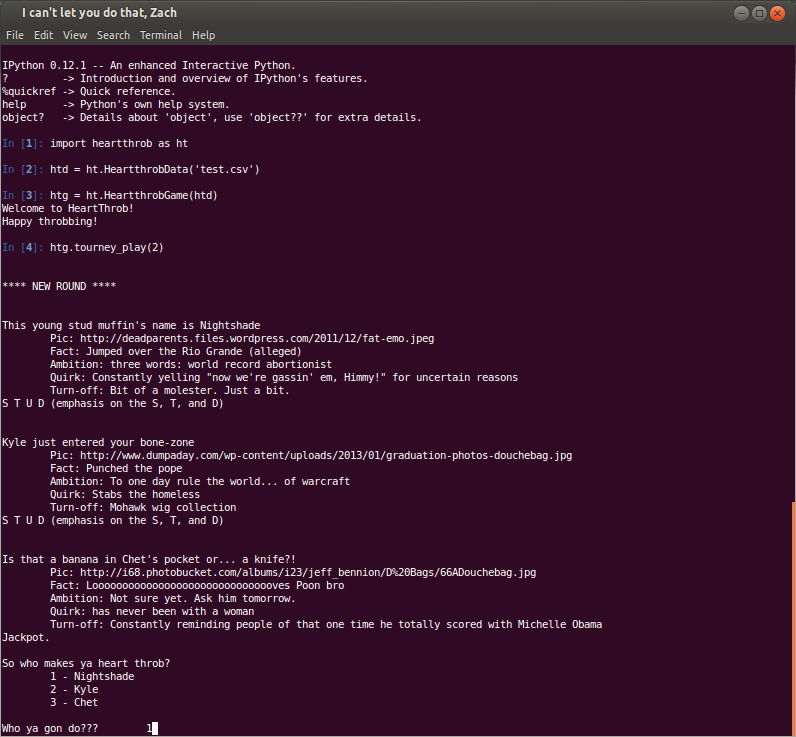 I can't let you do that, Zach
File Edit View Search Terminal Help
IPython 0.12.1 -- An enhanced Interactive Python.
?         -> Introduction and overview of IPython's features.
%quickref -> Quick reference.
help      -> Python's own help system.
object?   -> Details about 'object', use 'object??' for extra details.
In [1]: import heartthrob as ht
In [2]: htd = ht.HeartthrobData('test.csv')
In [3]: htg = ht.HeartthrobGame(htd)
Welcome to HeartThrob!
Happy throbbing!
In [4]: htg.tourney_play(2)
**** NEW ROUND ****
This young stud muffin's name is Nightshade
Pic: http://deadparents.files.wordpress.com/2011/12/fat-emo.jpeg
Fact: Jumped over the Rio Grande (alleged)
Ambition: three words: world record abortionist
Quirk: Constantly yelling "now we're gassin' em, Himmy!" for uncertain reasons
Turn-off: Bit of a molester. Just a bit.
S T U D (emphasis on the S, T, and D)
Kyle just entered your bone-zone
Pic: http://www.dumpaday.com/wp-content/uploads/2013/01/graduation-photos-douchebag.jpg
Fact: Punched the pope
Ambition: To one day rule the world... of warcraft
Quirk: Stabs the homeless
Turn-off: Mohawk wig collection
S T U D (emphasis on the S, T, and D)
Is that a banana in Chet's pocket or... a knife?!
Pic: http://i68.photobucket.com/albums/i23/jeff_bennion/D%20Bags/66ADouchebag.jpg
Fact: Looooooooooooooooooooooooooooooves Poon bro
Ambition: Not sure yet. Ask him tomorrow.
Quirk: has never been with a woman
Turn-off: Constantly reminding people of that one time he totally scored with Michelle Obama
Jackpot.
So who makes ya heart throb?
1 - Nightshade
2 - Kyle
3 - Chet
Who ya gon do???        1